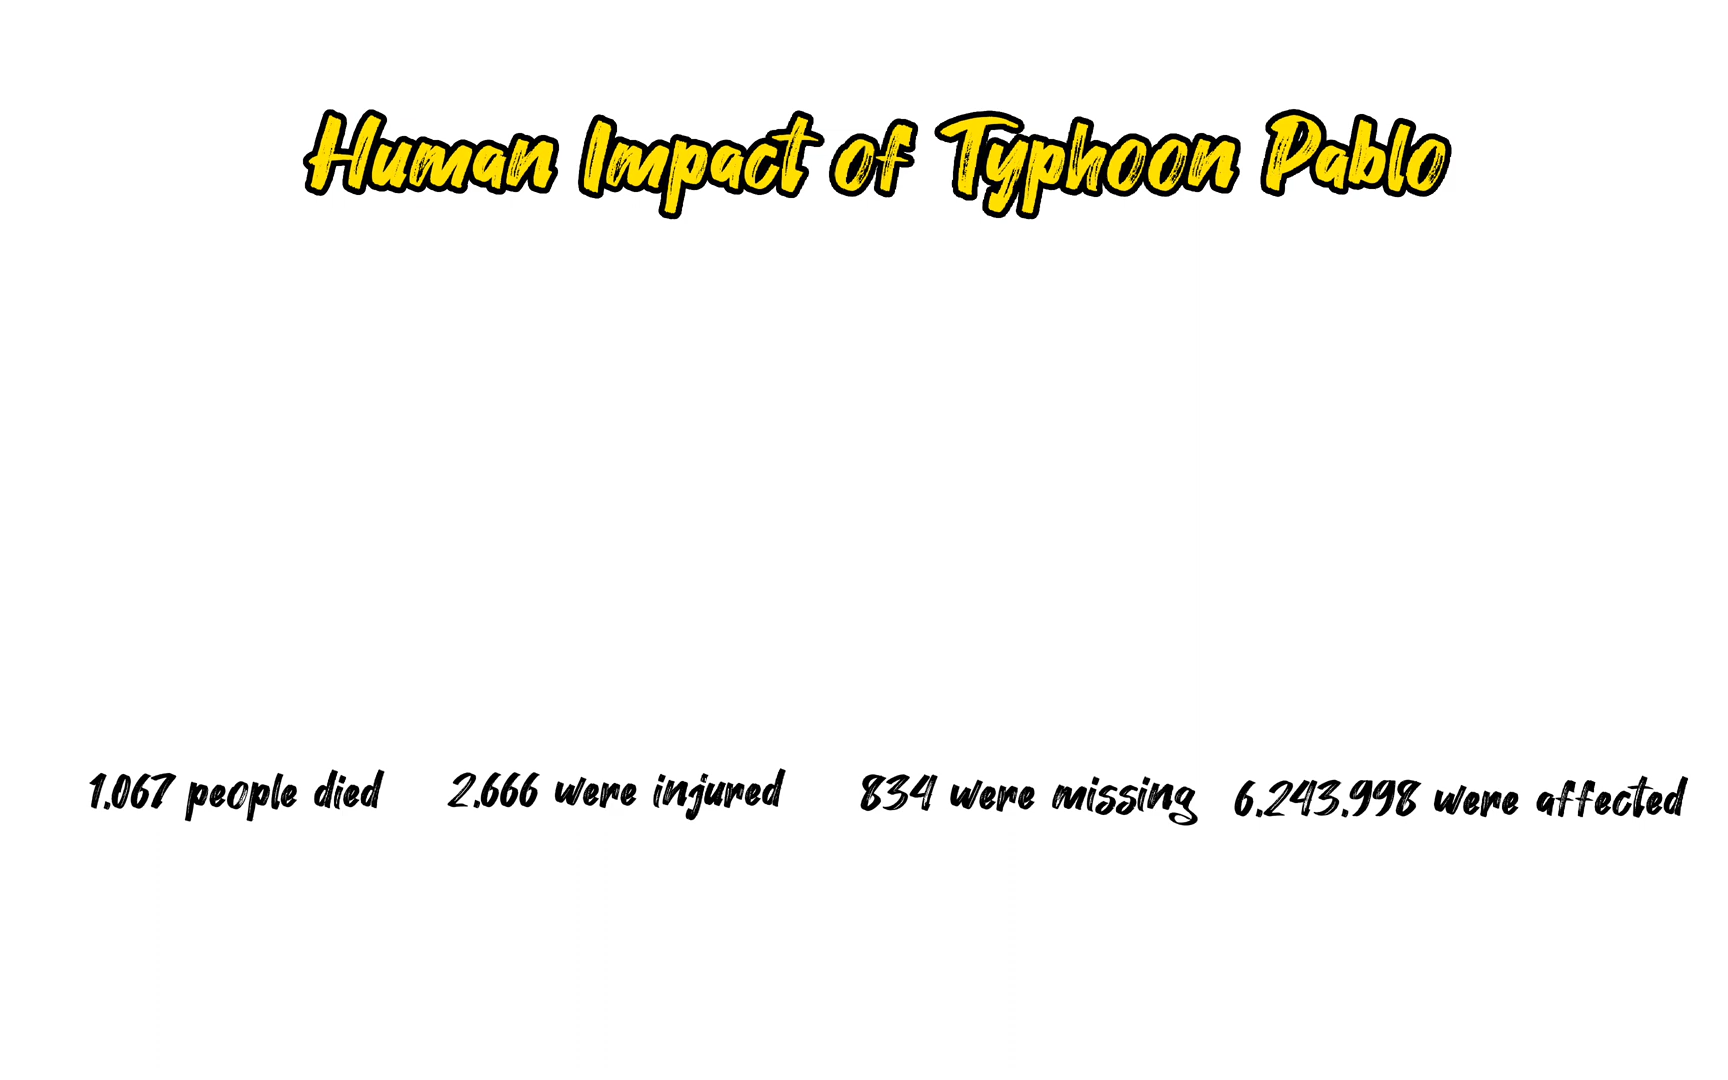 Human Impact of Typhoon Pablo
1.067 people died
2.666 were injured
834 were missing
6.243.998 were affected